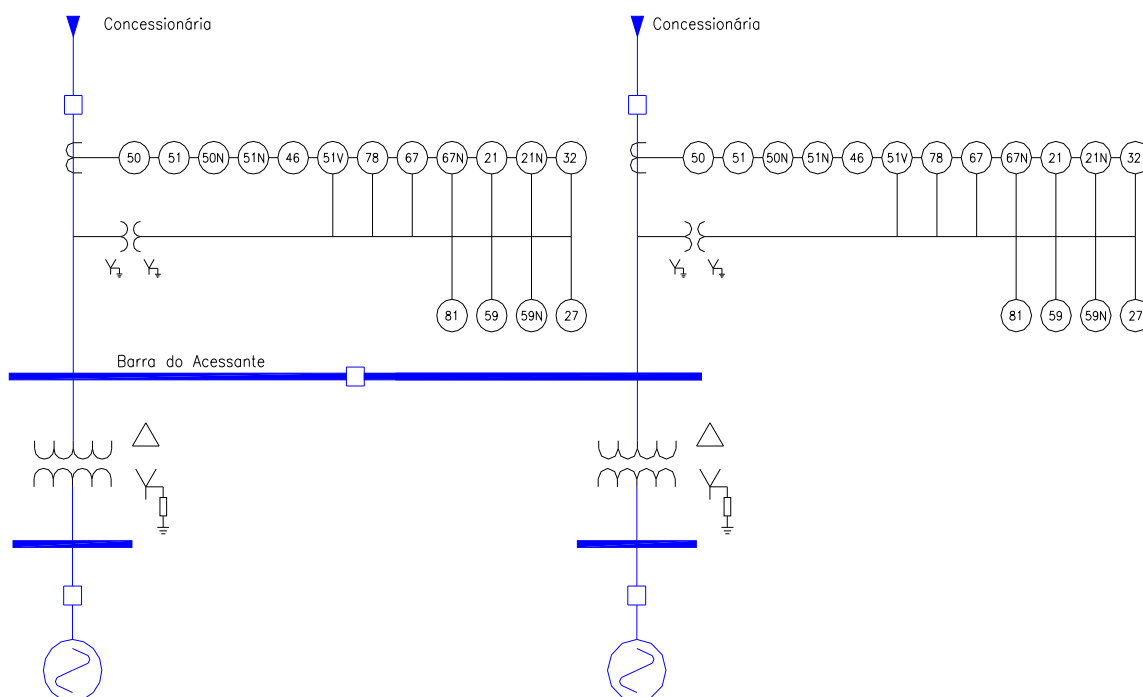 Concessionária
Concessionária
50 51 50N 51N 46 51V 78 67 67N 21 21N 32
50 51 50N 51N 46 51V 78 67 67N 21 21N 32
81 59 59N 27
81 59 59N 27
Barra do Acessante